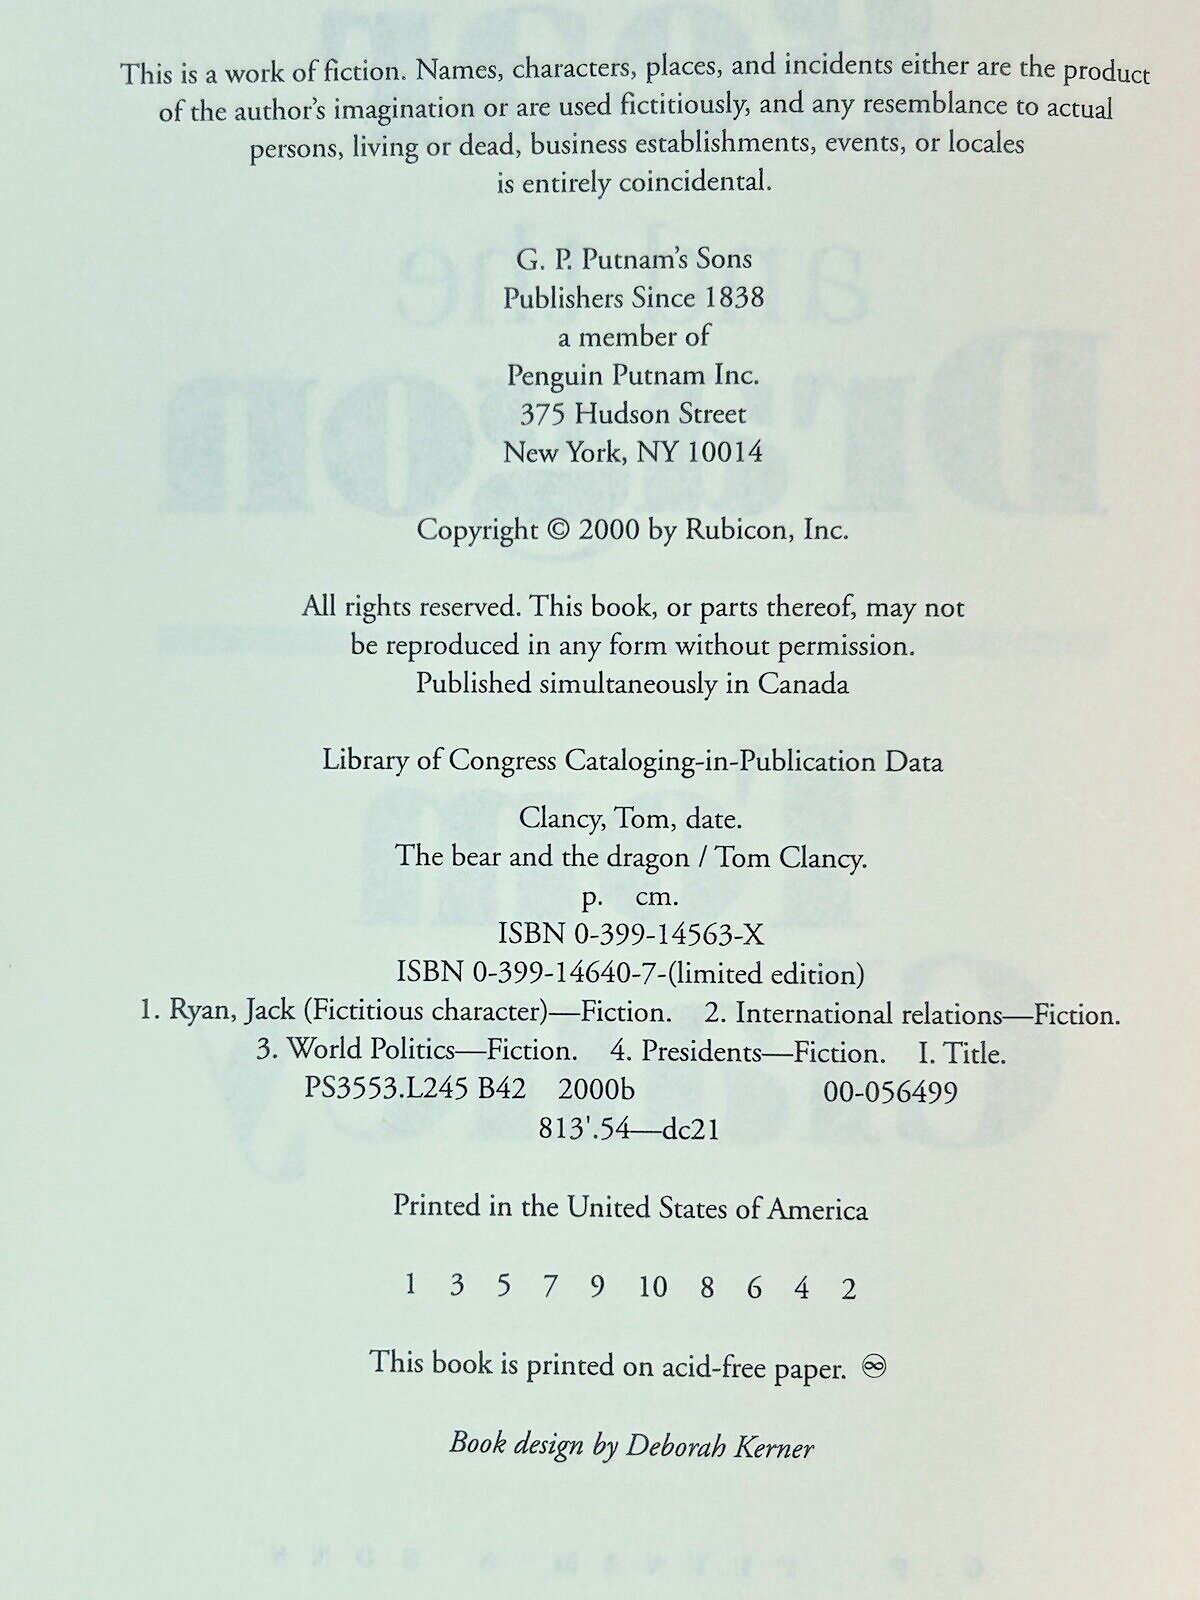 This is a work of fiction. Names, characters, places, and incidents either are the product
of the author's imagination or are used fictitiously, and any resemblance to actual
persons, living or dead, business establishments, events, or locales
is entirely coincidental.
G. P. Putnam's Sons
Publishers Since 1838
a member of
Penguin Putnam Inc.
375 Hudson Street
New York, NY 10014
Copyright © 2000 by Rubicon, Inc.
All rights reserved. This book, or parts thereof, may not
be reproduced in any form without permission.
Published simultaneously in Canada
Library of Congress Cataloging-in-Publication Data
Clancy, Tom, date.
The bear and the dragon / Tom Clancy.
p. cm.
ISBN 0-399-14563-X
ISBN 0-399-14640-7-(limited edition)
1. Ryan, Jack (Fictitious character)—Fiction. 2. International relations—Fiction.
3. World Politics—Fiction. 4. Presidents—Fiction. I. Title.
PS3553.L245 B42 2000b 00-056499
813'.54—dc21
Printed in the United States of America
1 3 5 7 9 10 8 6 4 2
This book is printed on acid-free paper. ♾
Book design by Deborah Kerner